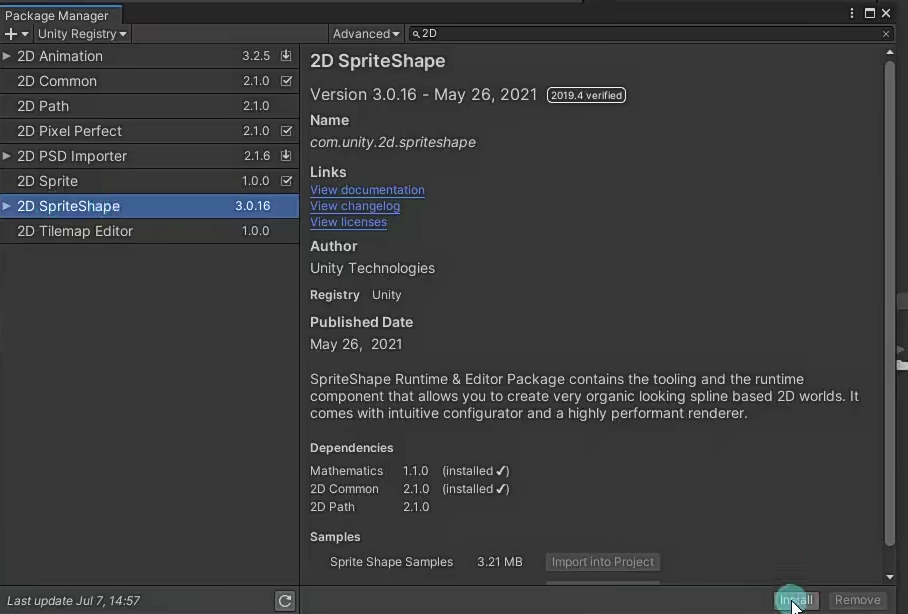 Package Manager
Unity Registry
Advanced
2D
2D Animation 3.2.5
2D Common 2.1.0
2D Path 2.1.0
2D Pixel Perfect 2.1.0
2D PSD Importer 2.1.6
2D Sprite 1.0.0
2D SpriteShape 3.0.16
2D Tilemap Editor 1.0.0
Last update Jul 7, 14:57
2D SpriteShape
Version 3.0.16 - May 26, 2021 2019.4 verified
Name
com.unity.2d.spriteshape
Links
View documentation
View changelog
View licenses
Author
Unity Technologies
Registry Unity
Published Date
May 26, 2021
SpriteShape Runtime & Editor Package contains the tooling and the runtime
component that allows you to create very organic looking spline based 2D worlds. It
comes with intuitive configurator and a highly performant renderer.
Dependencies
Mathematics 1.1.0 (installed ✓)
2D Common 2.1.0 (installed ✓)
2D Path 2.1.0
Samples
Sprite Shape Samples 3.21 MB Import into Project
Install Remove